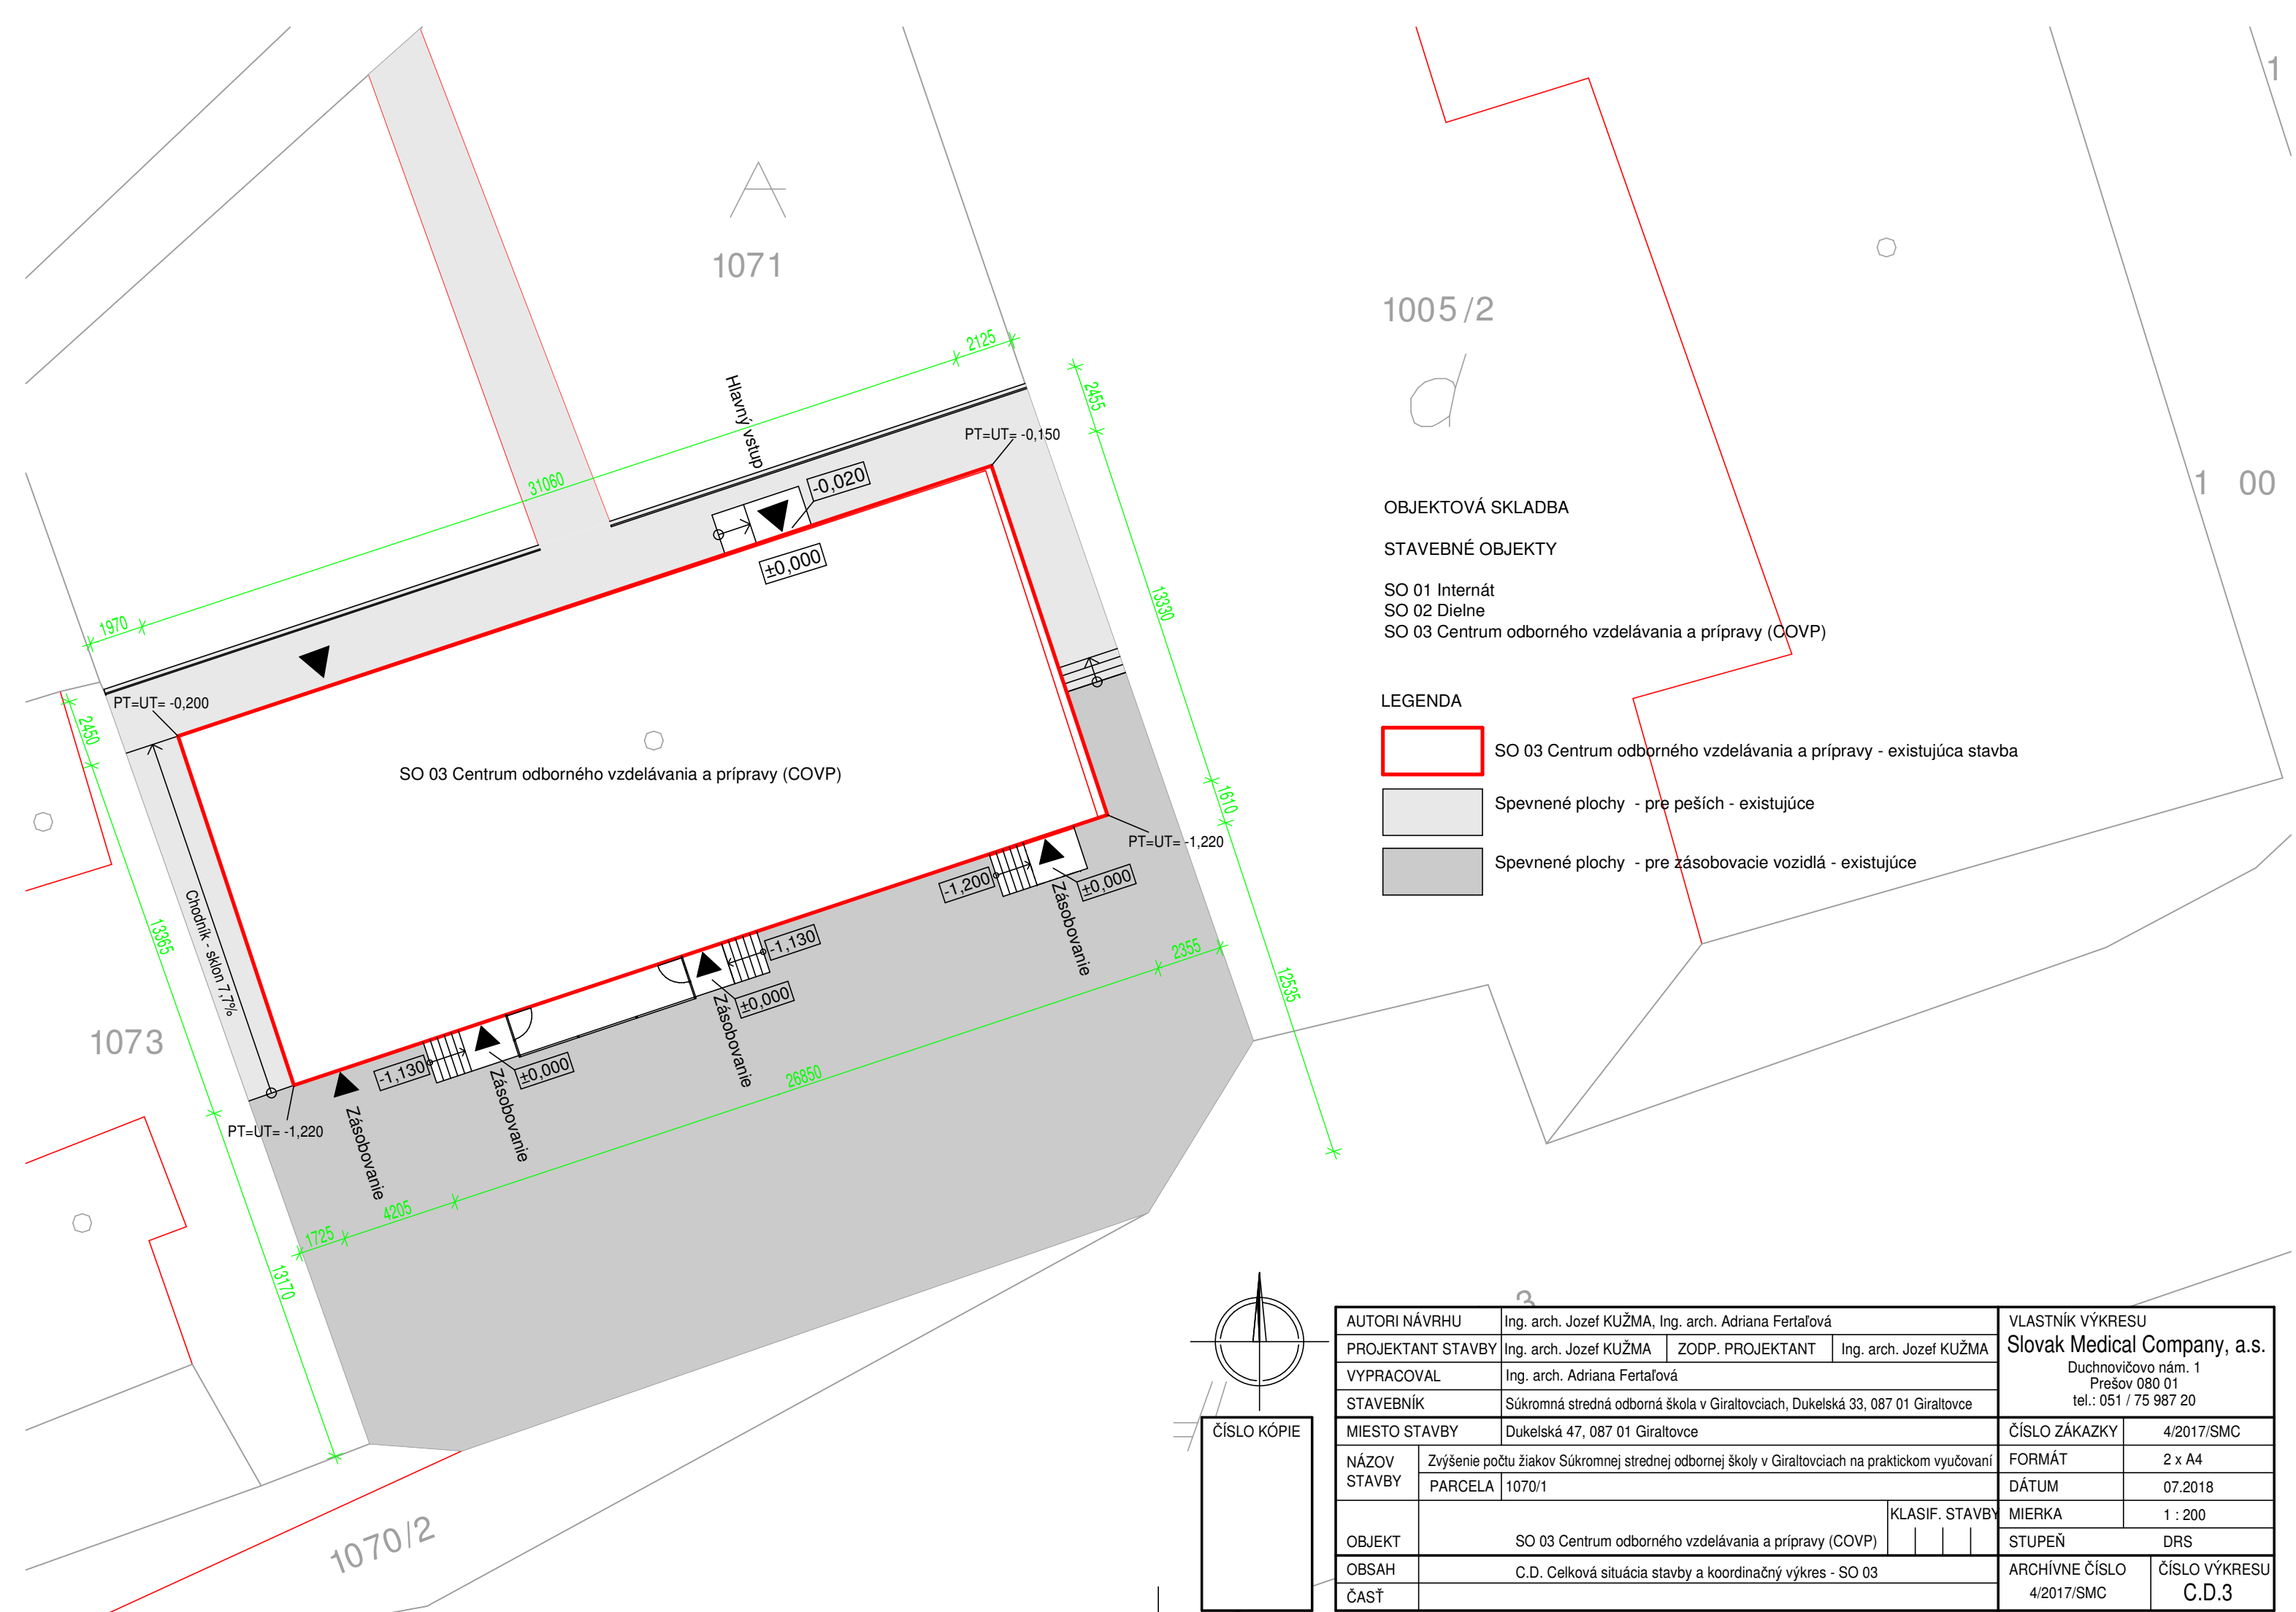 1
A
1071
1005/2
d
1 00
2125
2455
Hlavný vstup
PT=UT= -0,150
31060
-0,020
±0,000
OBJEKTOVÁ SKLADBA
STAVEBNÉ OBJEKTY
SO 01 Internát
SO 02 Dielne
SO 03 Centrum odborného vzdelávania a prípravy (COVP)
13330
1970
PT=UT= -0,200
2450
LEGENDA
SO 03 Centrum odborného vzdelávania a prípravy - existujúca stavba
Spevnené plochy - pre peších - existujúce
Spevnené plochy - pre zásobovacie vozidlá - existujúce
SO 03 Centrum odborného vzdelávania a prípravy (COVP)
1610
PT=UT= -1,220
-1,200
±0,000
Zásobovanie
Chodník - sklon 7,7%
13365
-1,130
±0,000
Zásobovanie
2355
12535
1073
-1,130
±0,000
Zásobovanie
26850
PT=UT= -1,220
Zásobovanie
4205
1725
13170
1070/2
3
ČÍSLO KÓPIE
AUTORI NÁVRHU Ing. arch. Jozef KUŽMA, Ing. arch. Adriana Fertaľová
PROJEKTANT STAVBY Ing. arch. Jozef KUŽMA ZODP. PROJEKTANT Ing. arch. Jozef KUŽMA
VYPRACOVAL Ing. arch. Adriana Fertaľová
STAVEBNÍK Súkromná stredná odborná škola v Giraltovciach, Dukelská 33, 087 01 Giraltovce
MIESTO STAVBY Dukelská 47, 087 01 Giraltovce
NÁZOV STAVBY Zvýšenie počtu žiakov Súkromnej strednej odbornej školy v Giraltovciach na praktickom vyučovaní
PARCELA 1070/1
KLASIF. STAVBY
OBJEKT SO 03 Centrum odborného vzdelávania a prípravy (COVP)
OBSAH C.D. Celková situácia stavby a koordinačný výkres - SO 03
ČASŤ
VLASTNÍK VÝKRESU
Slovak Medical Company, a.s.
Duchnovičovo nám. 1
Prešov 080 01
tel.: 051 / 75 987 20
ČÍSLO ZÁKAZKY 4/2017/SMC
FORMÁT 2 x A4
DÁTUM 07.2018
MIERKA 1 : 200
STUPEŇ DRS
ARCHÍVNE ČÍSLO 4/2017/SMC
ČÍSLO VÝKRESU C.D.3